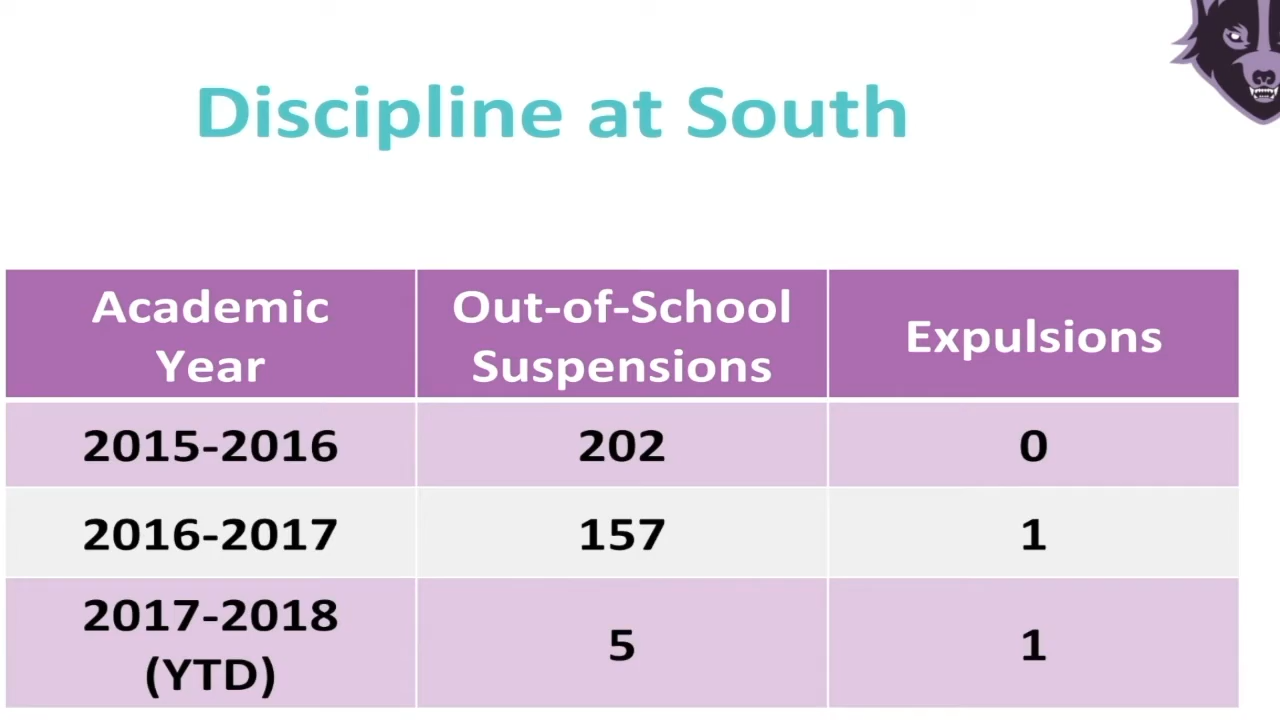 Discipline at South
Academic
Year
Out-of-School
Suspensions
Expulsions
2015-2016
202
0
2016-2017
157
1
2017-2018
(YTD)
5
1